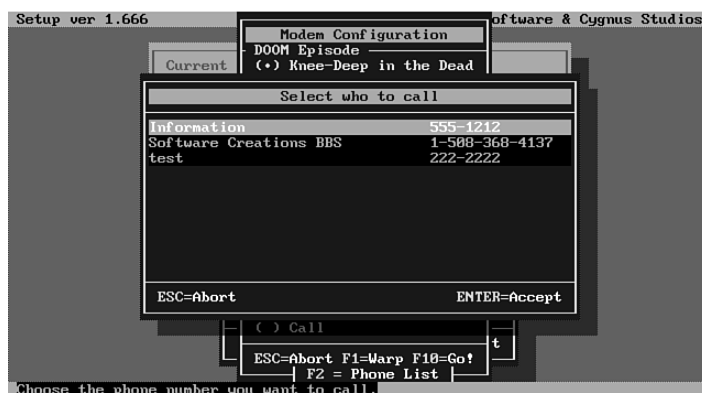 Setup ver 1.666
oftware & Cygnus Studios
Modem Configuration
DOOM Episode
Current
(•) Knee-Deep in the Dead
Select who to call
Information 555-1212
Software Creations BBS 1-508-368-4137
test 222-2222
ESC=Abort ENTER=Accept
( ) Call
t
ESC=Abort F1=Warp F10=Go!
F2 = Phone List
Choose the phone number you want to call.